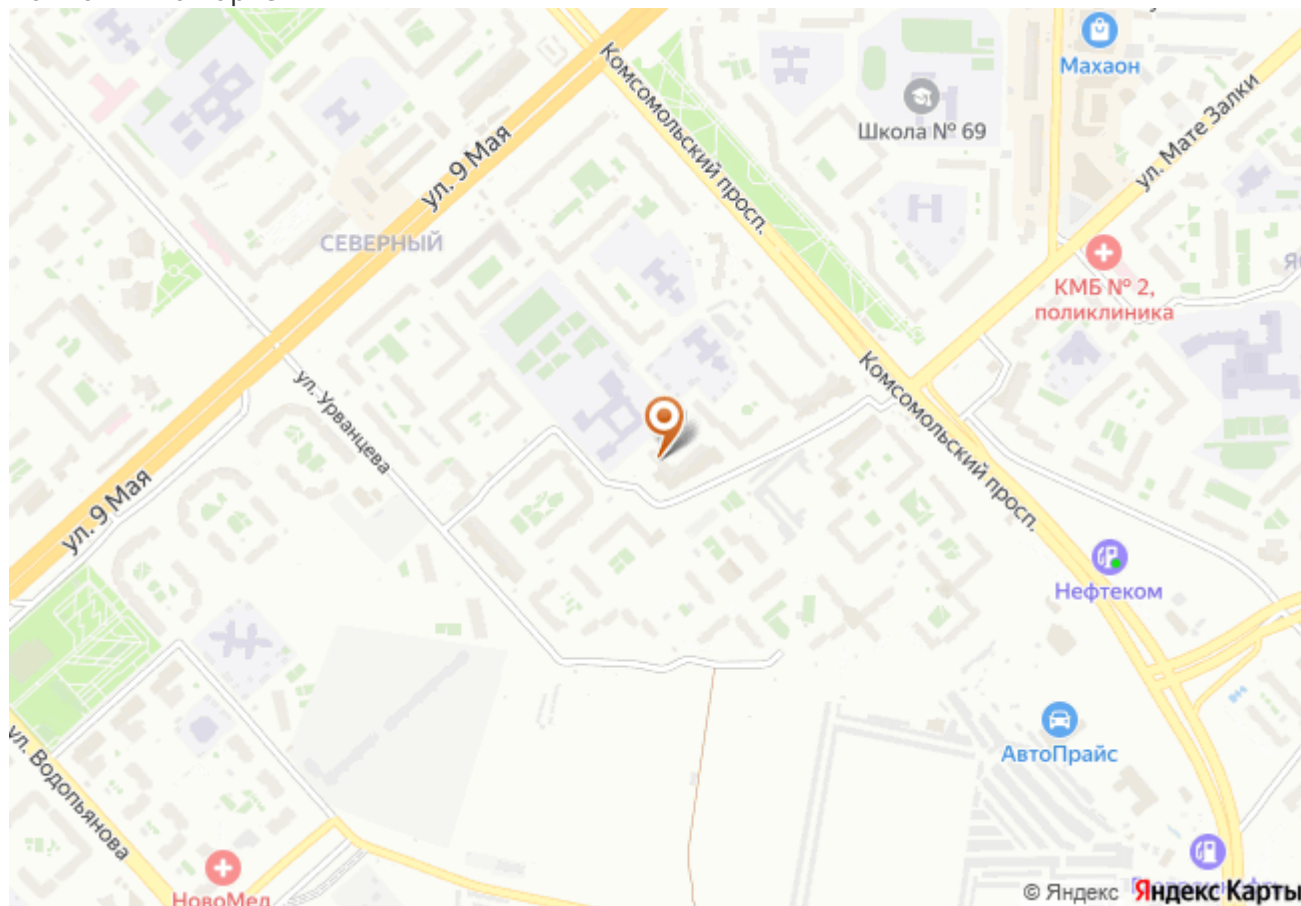 Махаон
Комсомольский просп.
Школа № 69
ул. Мате Залки
ул. 9 Мая
СЕВЕРНЫЙ
КМБ № 2,
поликлиника
ул. Урванцева
Комсомольский просп.
ул. 9 Мая
Нефтеком
АвтоПрайс
ул. Водопьянова
НовоМед
© Яндекс Яндекс Карты